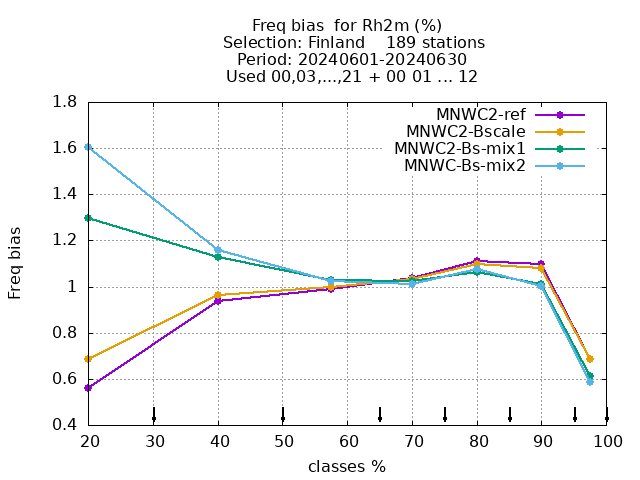 Freq bias  for Rh2m (%)
Selection: Finland    189 stations
Period: 20240601-20240630
Used 00,03,...,21 + 00 01 ... 12
1.8
1.6
1.4
1.2
1
0.8
0.6
0.4
Freq bias
MNWC2-ref
MNWC2-Bscale
MNWC2-Bs-mix1
MNWC-Bs-mix2
20 30 40 50 60 70 80 90 100
classes %